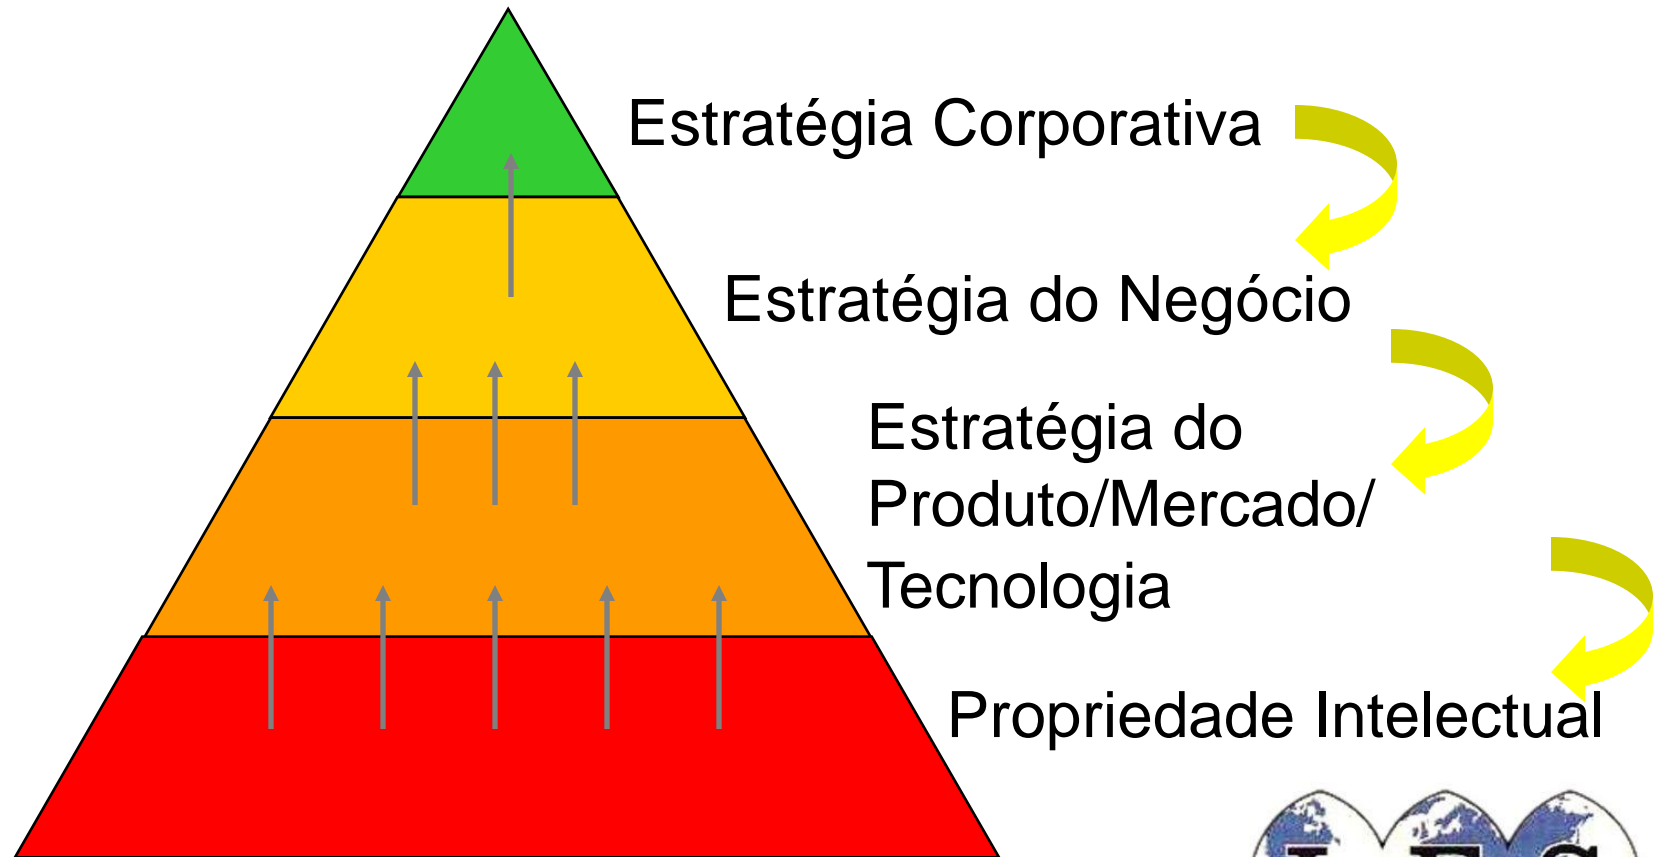 Estratégia Corporativa
Estratégia do Negócio
Estratégia do
Produto/Mercado/
Tecnologia
Propriedade Intelectual